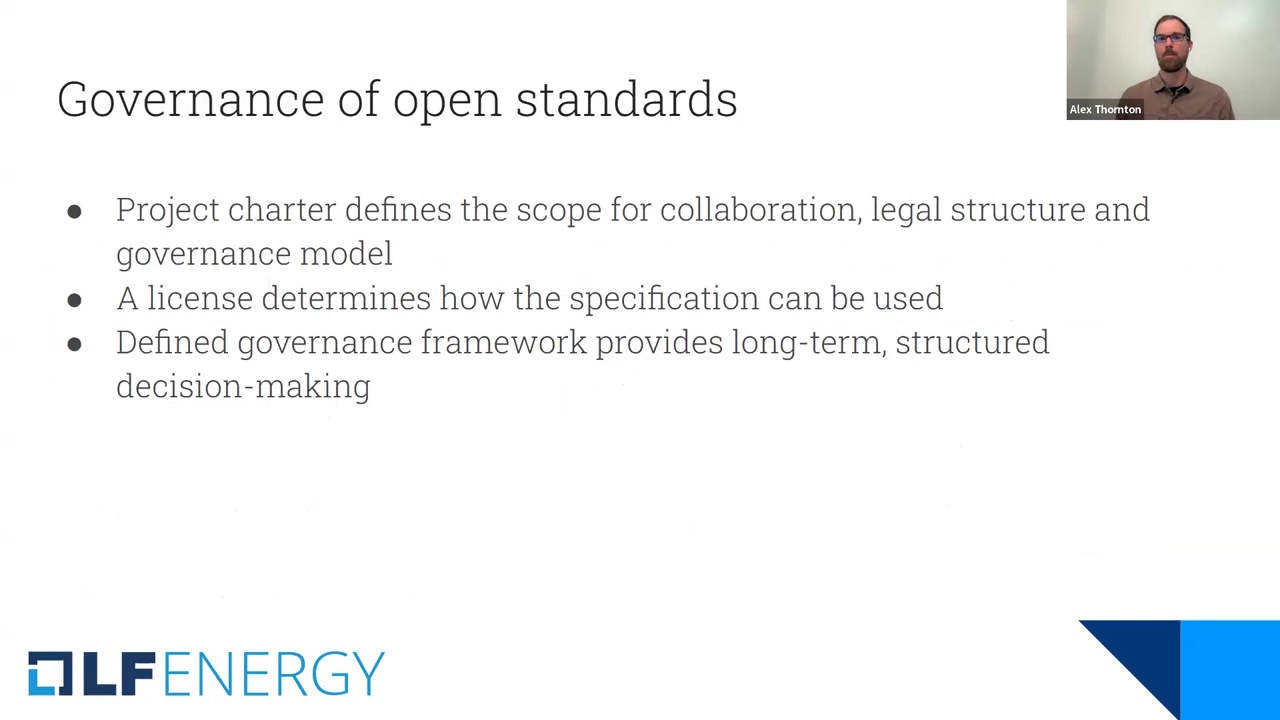 Governance of open standards
Alex Thornton
● Project charter defines the scope for collaboration, legal structure and
governance model
● A license determines how the specification can be used
● Defined governance framework provides long-term, structured
decision-making
LFENERGY